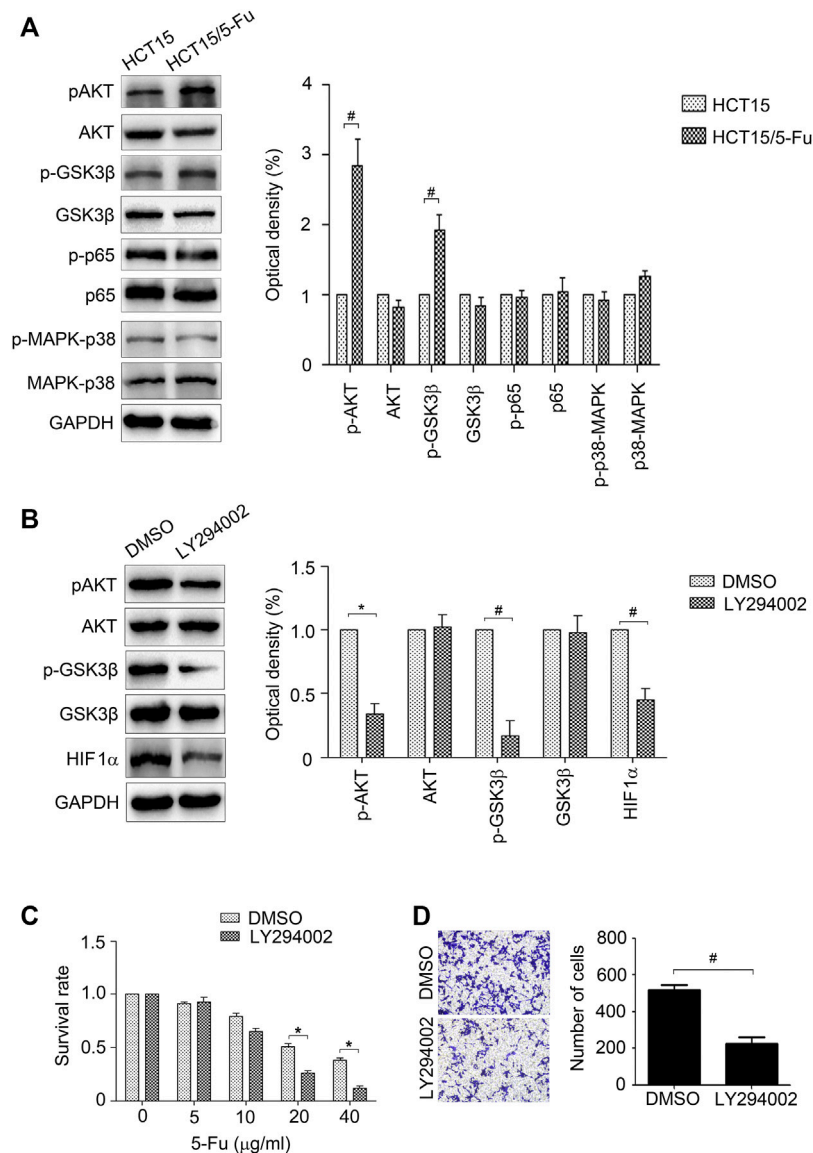 A
HCT15
HCT15/5-Fu
pAKT
AKT
p-GSK3β
GSK3β
p-p65
p65
p-MAPK-p38
MAPK-p38
GAPDH
Optical density (%)
4
3
2
1
0
#
#
p-AKT
AKT
p-GSK3β
GSK3β
p-p65
p65
p-p38-MAPK
p38-MAPK
HCT15
HCT15/5-Fu
B
DMSO
LY294002
pAKT
AKT
p-GSK3β
GSK3β
HIF1α
GAPDH
Optical density (%)
1.5
1.0
0.5
0
*
#
#
p-AKT
AKT
p-GSK3β
GSK3β
HIF1α
DMSO
LY294002
C
DMSO
LY294002
Survival rate
1.5
1.0
0.5
0
*
*
0 5 10 20 40
5-Fu (μg/ml)
D
DMSO
LY294002
Number of cells
800
600
400
200
0
#
DMSO LY294002